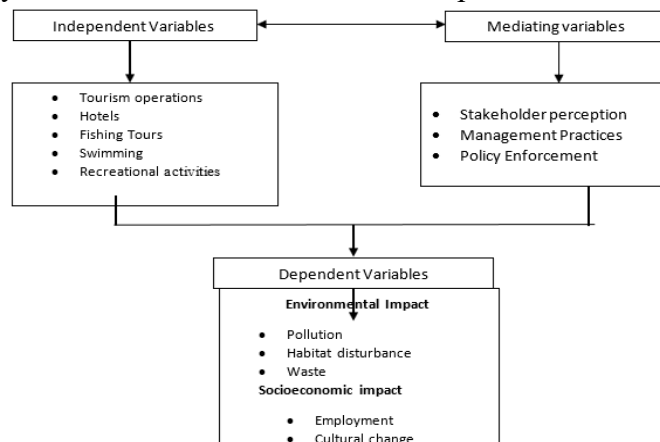 Independent Variables
Mediating variables
Tourism operations
Hotels
Fishing Tours
Swimming
Recreational activities
Stakeholder perception
Management Practices
Policy Enforcement
Dependent Variables
Environmental Impact
Pollution
Habitat disturbance
Waste
Socioeconomic impact
Employment
Cultural change